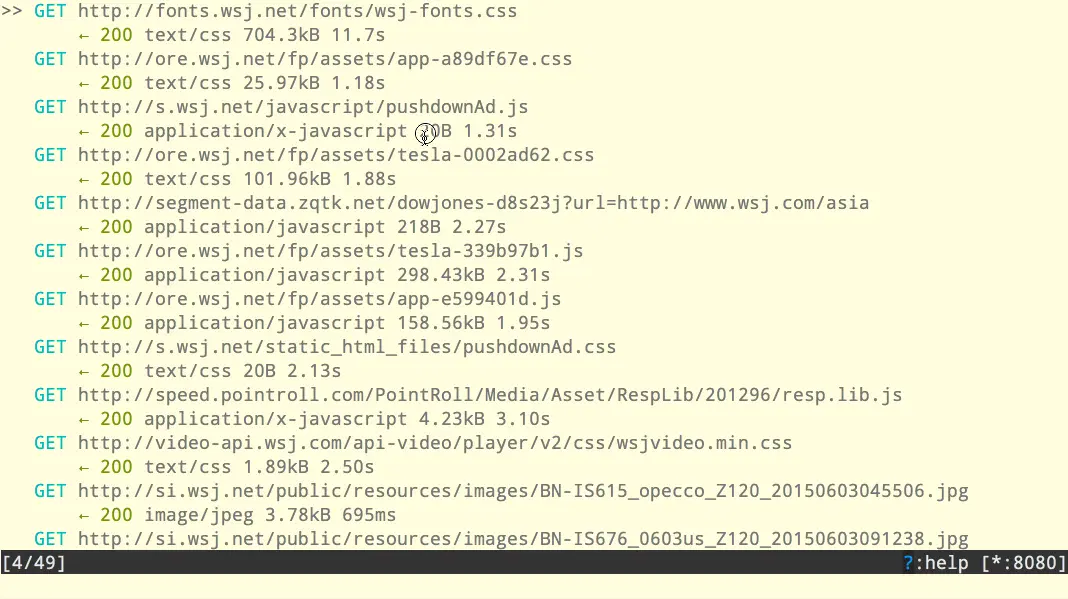 >> GET http://fonts.wsj.net/fonts/wsj-fonts.css
← 200 text/css 704.3kB 11.7s
GET http://ore.wsj.net/fp/assets/app-a89df67e.css
← 200 text/css 25.97kB 1.18s
GET http://s.wsj.net/javascript/pushdownAd.js
← 200 application/x-javascript 1.31s
GET http://ore.wsj.net/fp/assets/tesla-0002ad62.css
← 200 text/css 101.96kB 1.88s
GET http://segment-data.zqtk.net/dowjones-d8s23j?url=http://www.wsj.com/asia
← 200 application/javascript 218B 2.27s
GET http://ore.wsj.net/fp/assets/tesla-339b97b1.js
← 200 application/javascript 298.43kB 2.31s
GET http://ore.wsj.net/fp/assets/app-e599401d.js
← 200 application/javascript 158.56kB 1.95s
GET http://s.wsj.net/static_html_files/pushdownAd.css
← 200 text/css 20B 2.13s
GET http://speed.pointroll.com/PointRoll/Media/Asset/RespLib/201296/resp.lib.js
← 200 application/x-javascript 4.23kB 3.10s
GET http://video-api.wsj.com/api-video/player/v2/css/wsjvideo.min.css
← 200 text/css 1.89kB 2.50s
GET http://si.wsj.net/public/resources/images/BN-IS615_opecco_Z120_20150603045506.jpg
← 200 image/jpeg 3.78kB 695ms
GET http://si.wsj.net/public/resources/images/BN-IS676_0603us_Z120_20150603091238.jpg
[4/49] ?:help [*:8080]